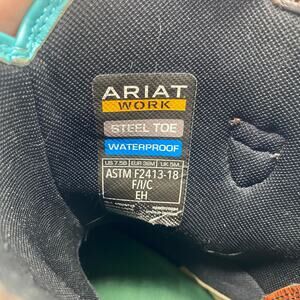 ARIAT
WORK
STEEL TOE
WATERPROOF
US 7.5B EUR 38M UK 5M
ASTM F2413-18
F/I/C
EH